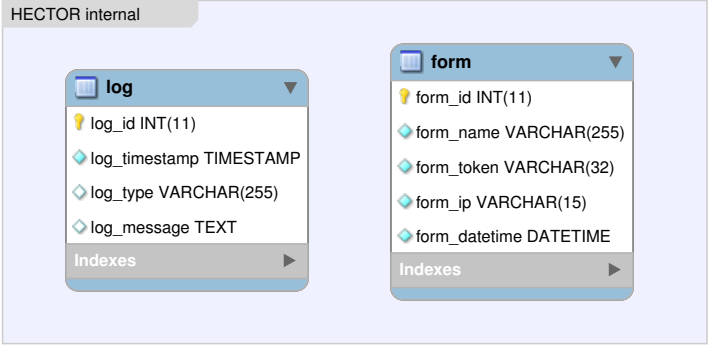 HECTOR internal
log
log_id INT(11)
log_timestamp TIMESTAMP
log_type VARCHAR(255)
log_message TEXT
Indexes
form
form_id INT(11)
form_name VARCHAR(255)
form_token VARCHAR(32)
form_ip VARCHAR(15)
form_datetime DATETIME
Indexes